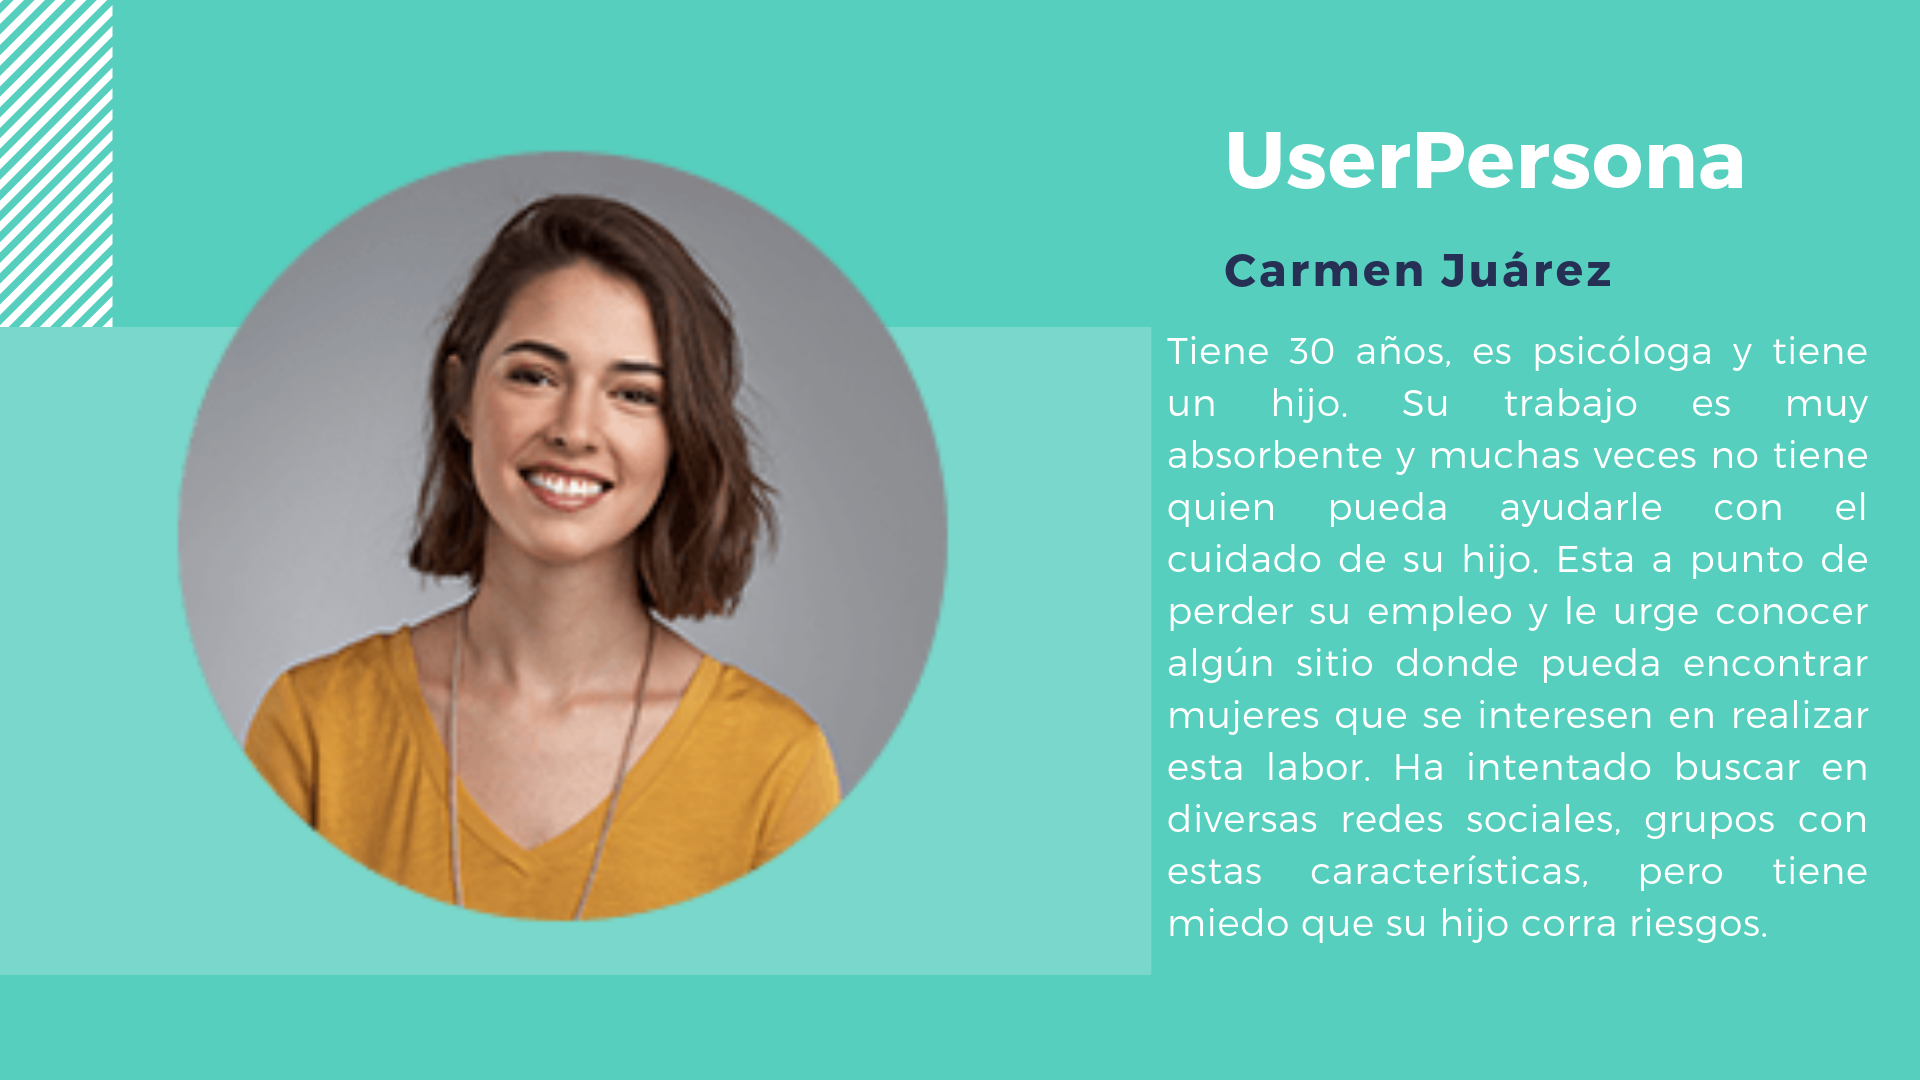 UserPersona
Carmen Juárez
Tiene 30 años, es psicóloga y tiene
un hijo. Su trabajo es muy
absorbente y muchas veces no tiene
quien pueda ayudarle con el
cuidado de su hijo. Esta a punto de
perder su empleo y le urge conocer
algún sitio donde pueda encontrar
mujeres que se interesen en realizar
esta labor. Ha intentado buscar en
diversas redes sociales, grupos con
estas características, pero tiene
miedo que su hijo corra riesgos.